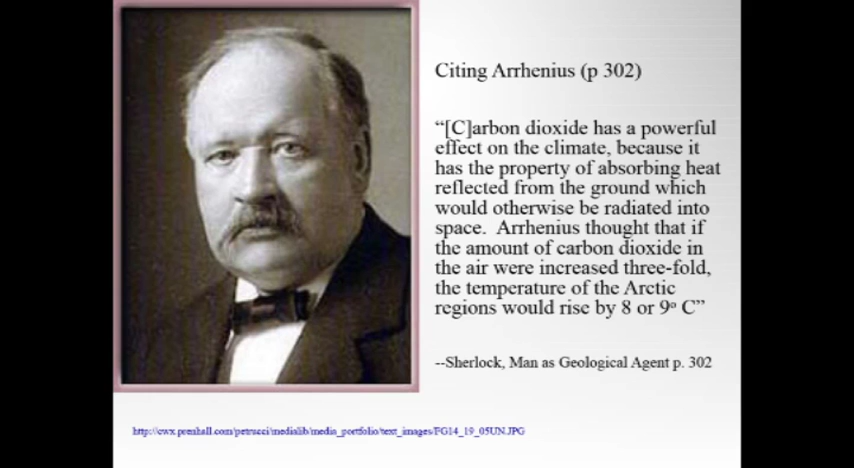 Citing Arrhenius (p 302)
“[C]arbon dioxide has a powerful
effect on the climate, because it
has the property of absorbing heat
reflected from the ground which
would otherwise be radiated into
space.  Arrhenius thought that if
the amount of carbon dioxide in
the air were increased three-fold,
the temperature of the Arctic
regions would rise by 8 or 9° C”
--Sherlock, Man as Geological Agent p. 302
http://cwx.prenhall.com/petrucci/medialib/media_portfolio/text_images/FG14_19_05UN.JPG